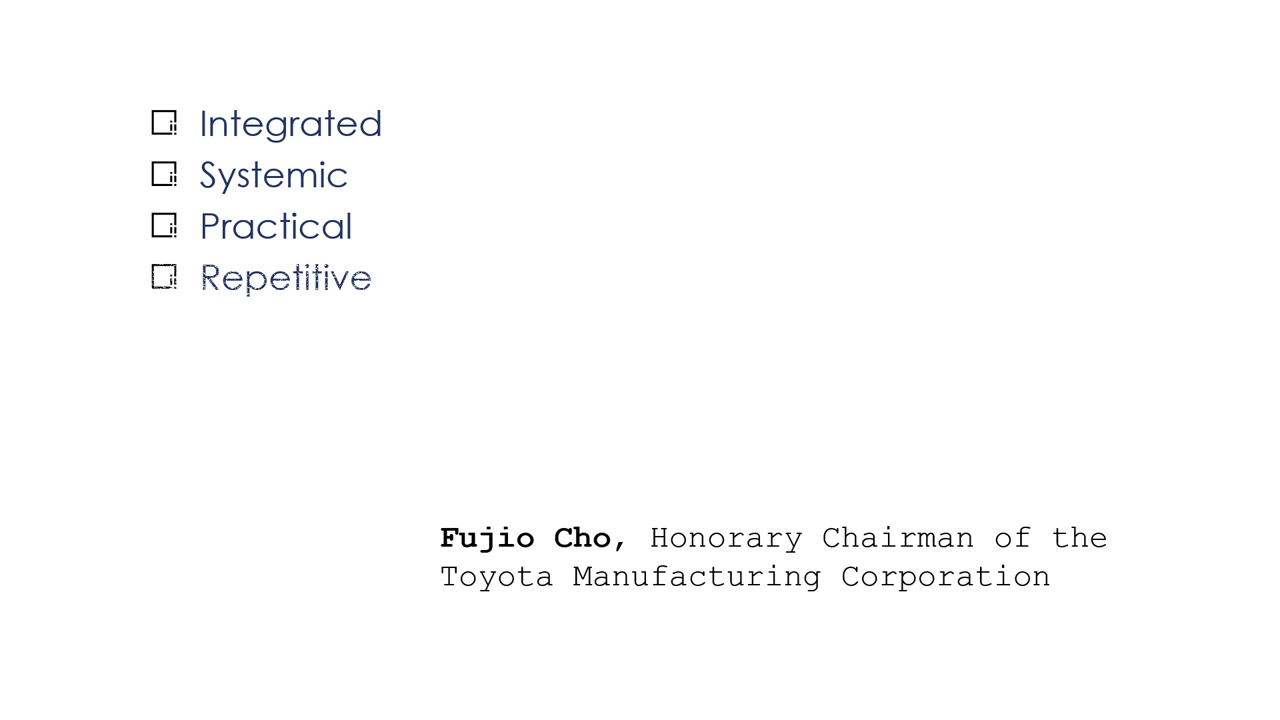 Integrated
Systemic
Practical
Repetitive
Fujio Cho, Honorary Chairman of the
Toyota Manufacturing Corporation